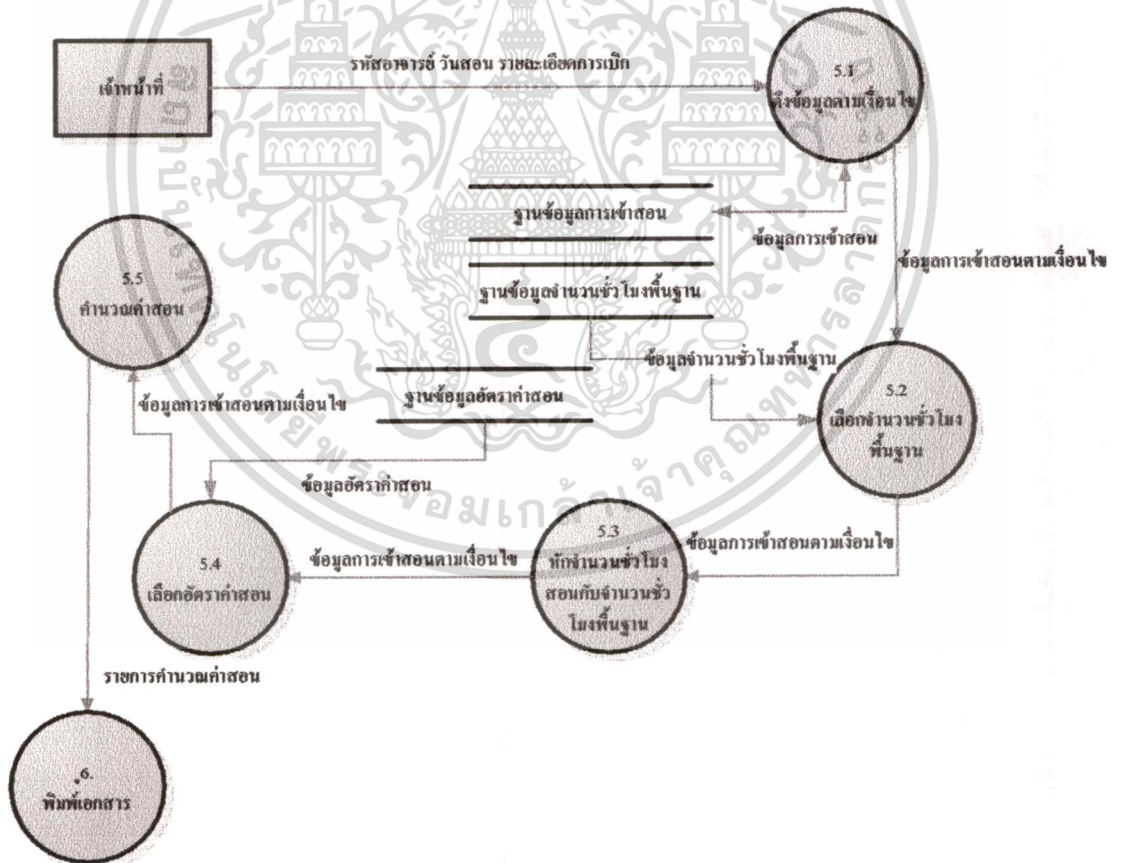 เจ้าหน้าที่
รหัสอาจารย์ วันสอน รายละเอียดการเบิก
5.1
ดึงข้อมูลตามเงื่อนไข
ฐานข้อมูลการเข้าสอน
ข้อมูลการเข้าสอน
ข้อมูลการเข้าสอนตามเงื่อนไข
5.5
คำนวณค่าสอน
ฐานข้อมูลจำนวนชั่วโมงพื้นฐาน
ข้อมูลจำนวนชั่วโมงพื้นฐาน
5.2
เลือกจำนวนชั่วโมง
พื้นฐาน
ฐานข้อมูลอัตราค่าสอน
ข้อมูลการเข้าสอนตามเงื่อนไข
ข้อมูลอัตราค่าสอน
5.4
เลือกอัตราค่าสอน
ข้อมูลการเข้าสอนตามเงื่อนไข
5.3
หักจำนวนชั่วโมง
สอนกับจำนวนชั่ว
โมงพื้นฐาน
ข้อมูลการเข้าสอนตามเงื่อนไข
รายการคำนวณค่าสอน
6.
พิมพ์เอกสาร